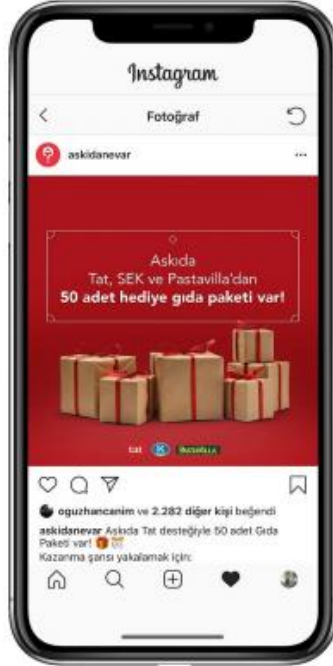 Instagram
Fotoğraf
askidanevar
Askıda
Tat, SEK ve Pastavilla'dan
50 adet hediye gıda paketi var!
tat
oguzhancanim ve 2.282 diğer kişi beğendi
askidanevar Askıda Tat desteğiyle 50 adet Gıda
Paketi var!
Kazanma şansı yakalamak için: